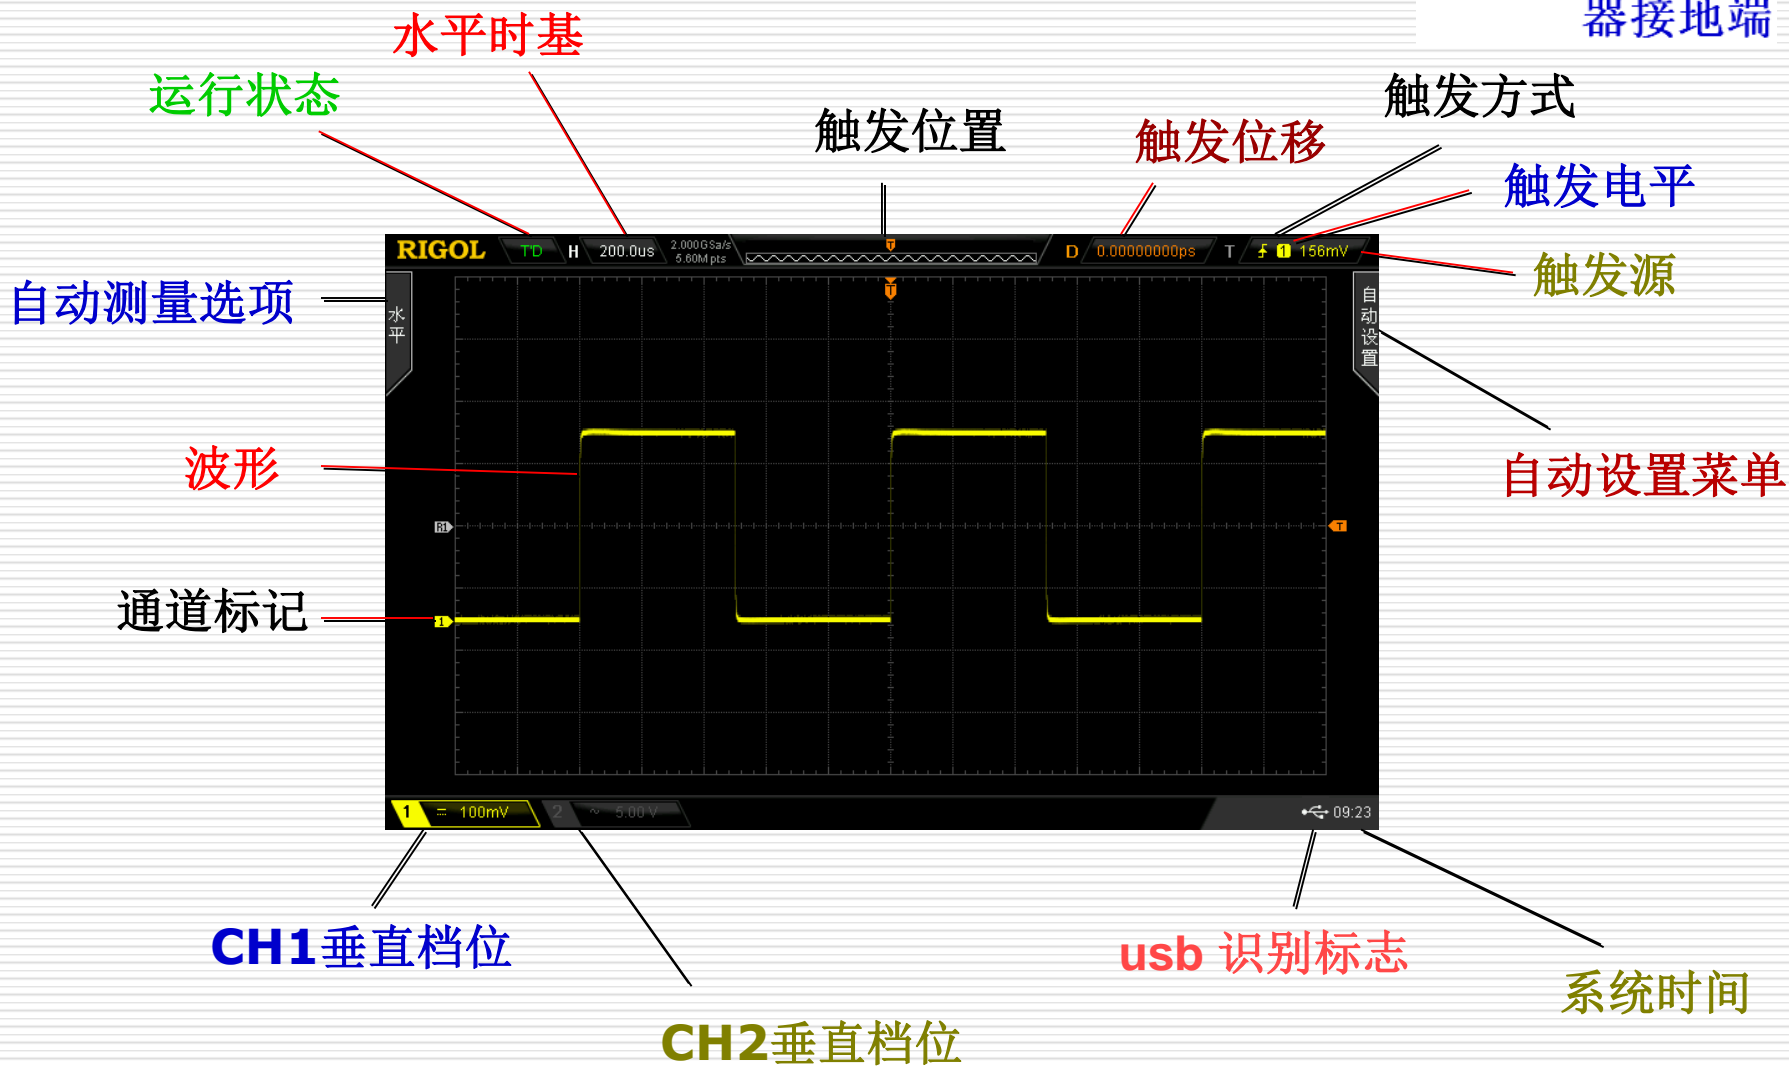 器接地端
水平时基
运行状态
触发位置
触发位移
触发方式
触发电平
触发源
RIGOL T'D H 200.0us 2.000GSa/s 5.60M pts T D 0.00000000ps T 1 156mV
自动测量选项
水平
T
自动设置
波形
自动设置菜单
R1
T
通道标记
1
1 100mV 2 5.00 V 09:23
CH1垂直档位
usb 识别标志
系统时间
CH2垂直档位